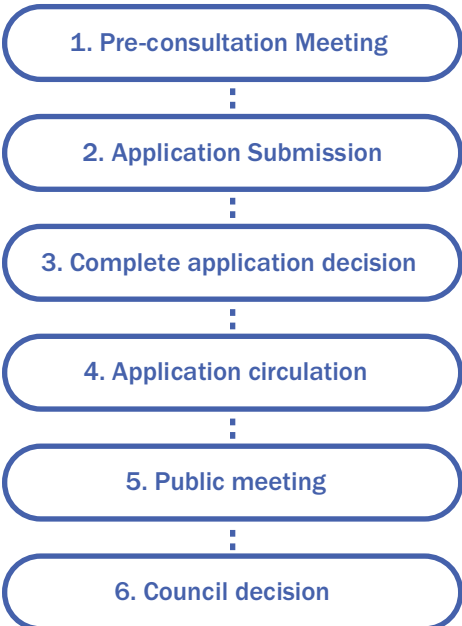 1. Pre-consultation Meeting
2. Application Submission
3. Complete application decision
4. Application circulation
5. Public meeting
6. Council decision